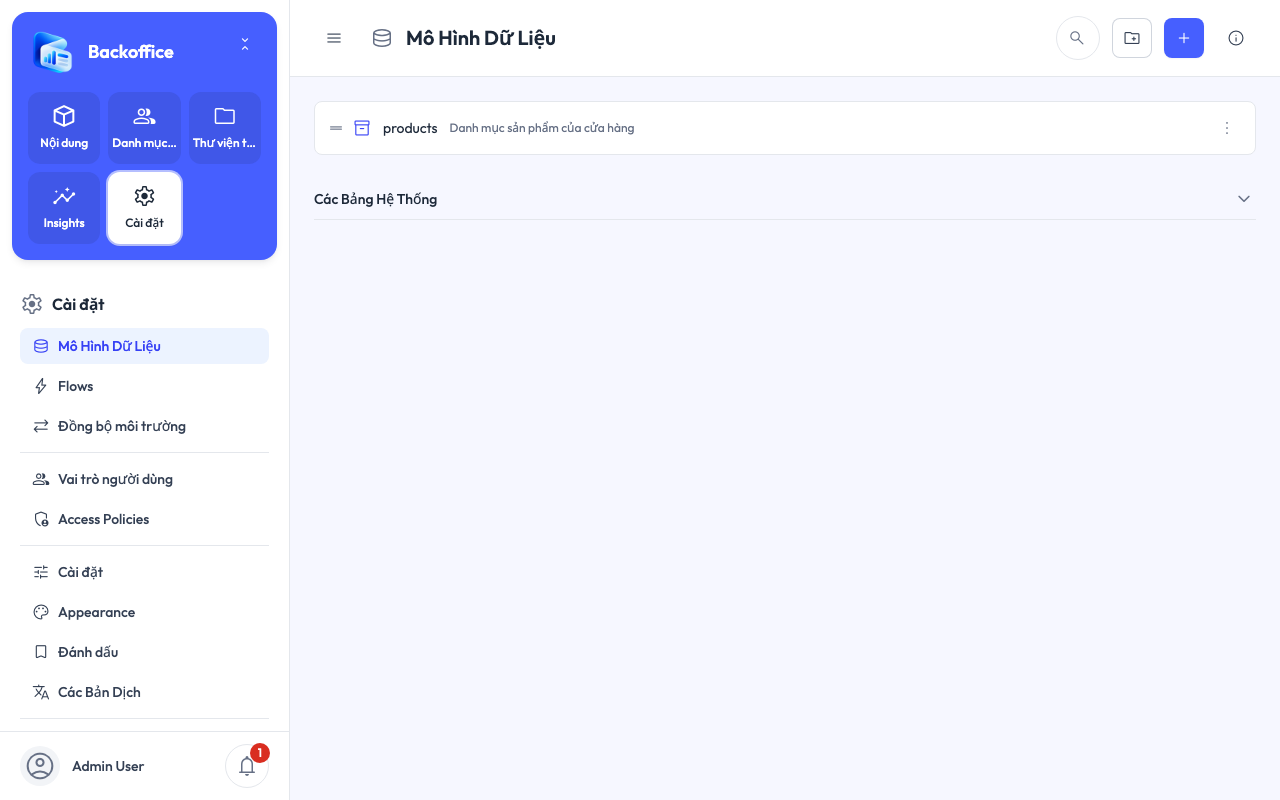 Backoffice
Nội dung
Danh mục...
Thư viện t...
Insights
Cài đặt
Cài đặt
Mô Hình Dữ Liệu
Flows
Đồng bộ môi trường
Vai trò người dùng
Access Policies
Cài đặt
Appearance
Đánh dấu
Các Bản Dịch
Admin User
1
Mô Hình Dữ Liệu
products Danh mục sản phẩm của cửa hàng
Các Bảng Hệ Thống